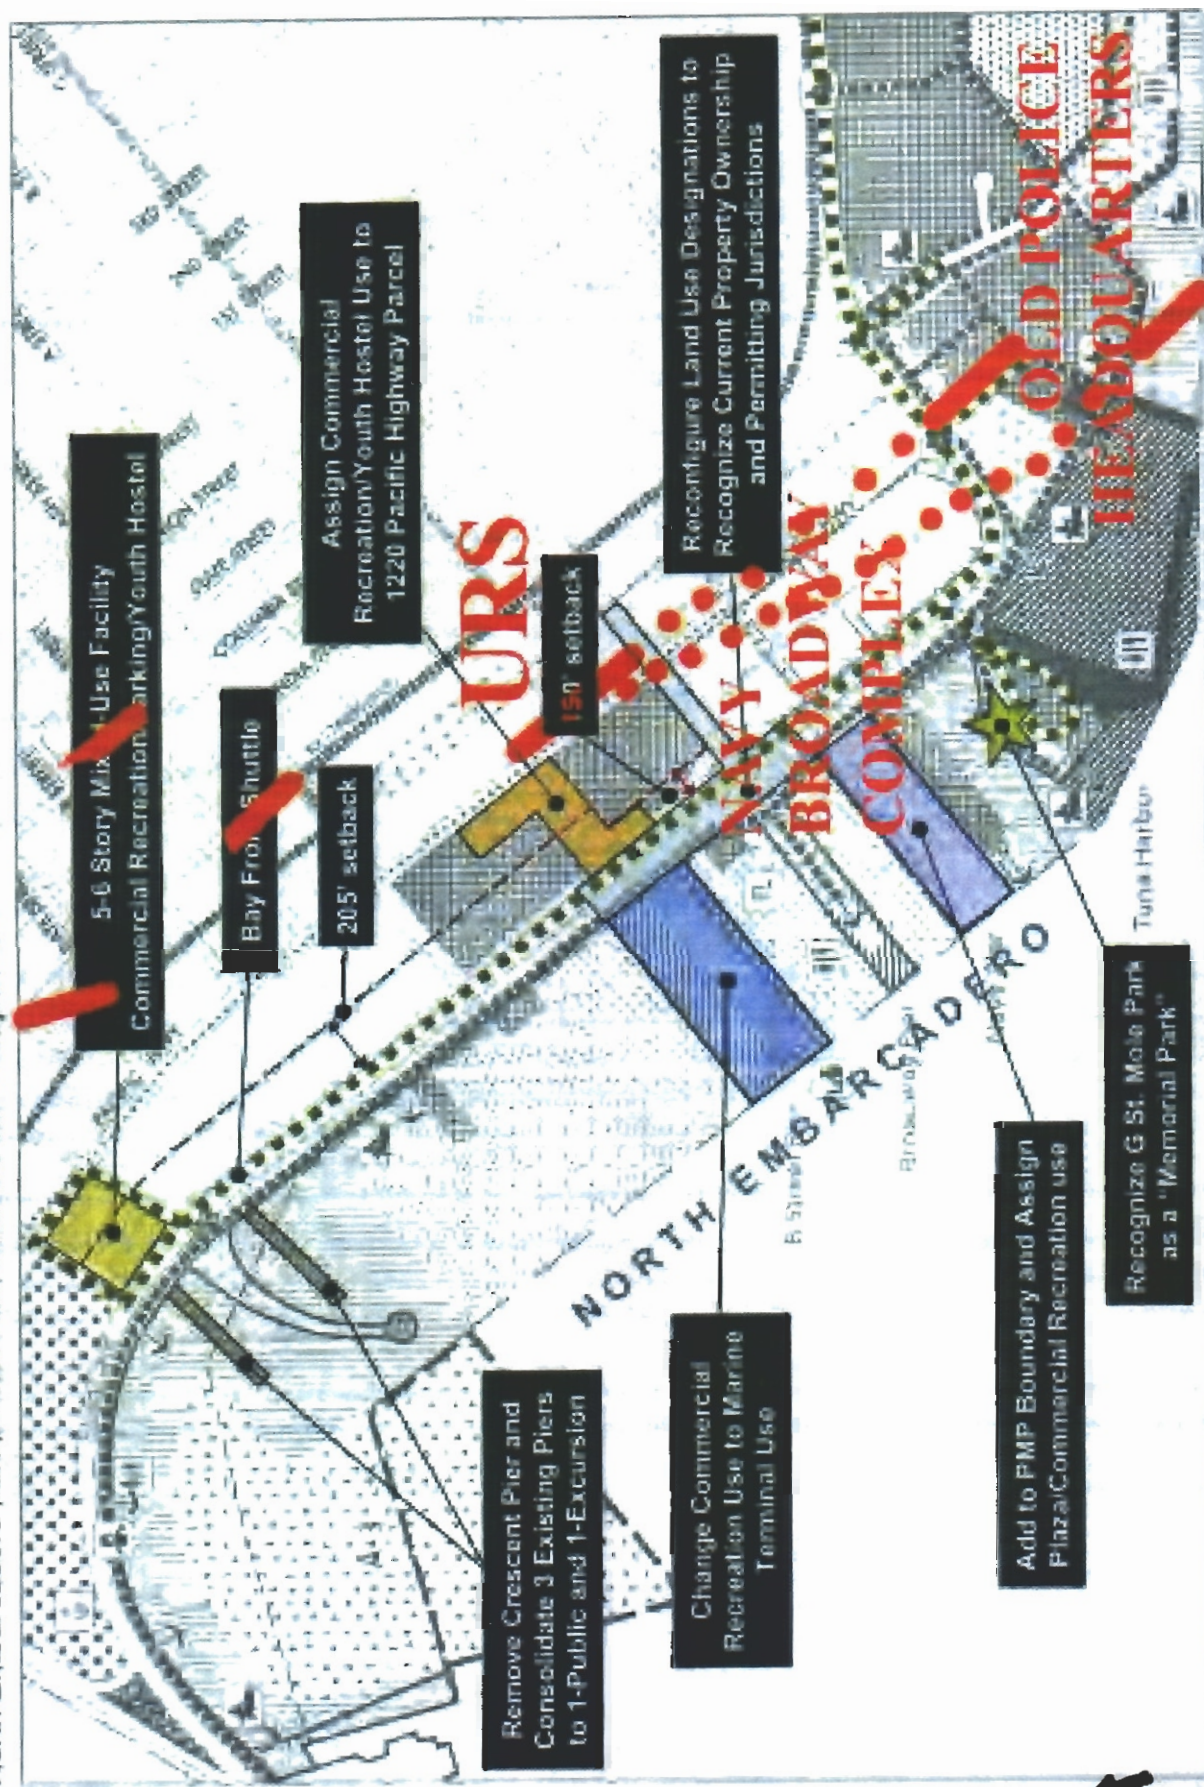 5-6 Story Mixed-Use Facility
Commercial Recreation/Parking/Youth Hostel
Bay Front Shuttle
205' setback
Assign Commercial
Recreation/Youth Hostel Use to
1220 Pacific Highway Parcel
URS
150' setback
Reconfigure Land Use Designations to
Recognize Current Property Ownership
and Permitting Jurisdictions
NAVY
BROADWAY
COMPLEX
OLD POLICE
HEADQUARTERS
Remove Crescent Pier and
Consolidate 3 Existing Piers
to 1-Public and 1-Excursion
NORTH EMBARCADERO
Change Commercial
Recreation Use to Marine
Terminal Use
Add to PMP Boundary and Assign
Plaza/Commercial Recreation use
Recognize G St. Mole Park
as a "Memorial Park"
Tuna Harbor